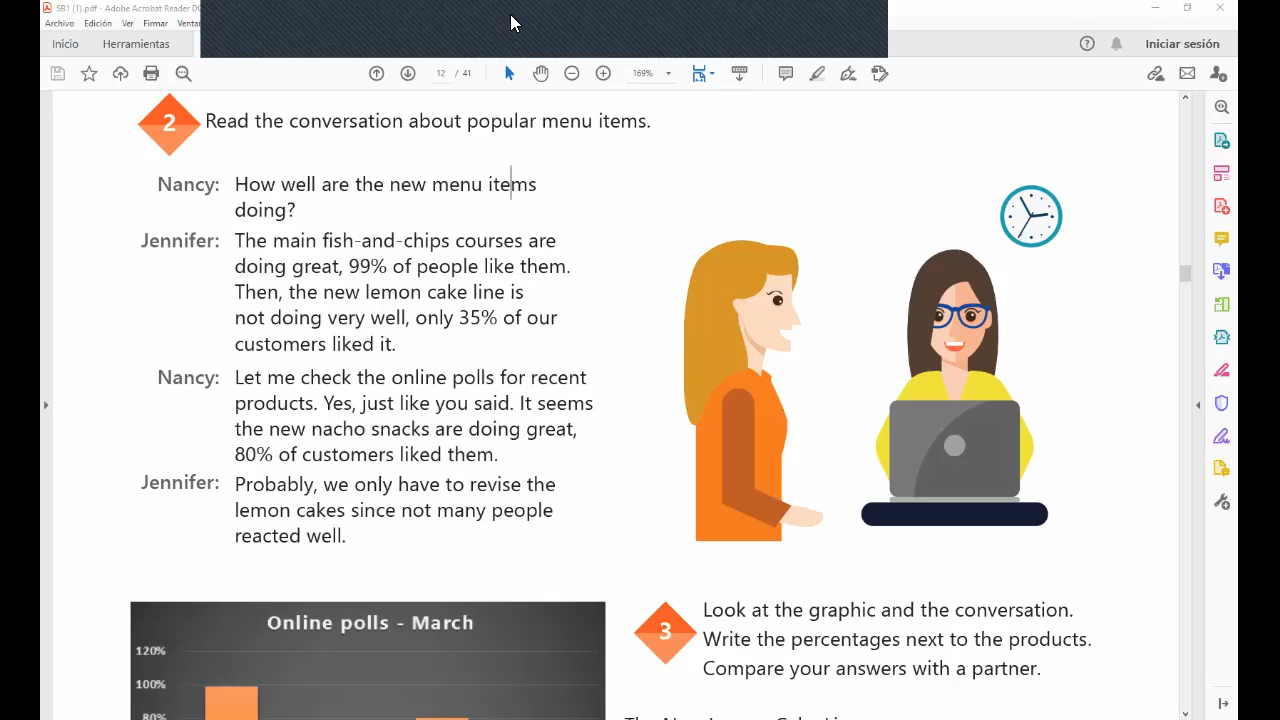 SB1 (1).pdf - Adobe Acrobat Reader DC
Archivo Edición Ver Firmar Ventan
Inicio Herramientas
Iniciar sesión
12 / 41
169%
2 Read the conversation about popular menu items.
Nancy: How well are the new menu items
doing?
Jennifer: The main fish-and-chips courses are
doing great, 99% of people like them.
Then, the new lemon cake line is
not doing very well, only 35% of our
customers liked it.
Nancy: Let me check the online polls for recent
products. Yes, just like you said. It seems
the new nacho snacks are doing great,
80% of customers liked them.
Jennifer: Probably, we only have to revise the
lemon cakes since not many people
reacted well.
Online polls - March
120%
100%
80%
3 Look at the graphic and the conversation.
Write the percentages next to the products.
Compare your answers with a partner.